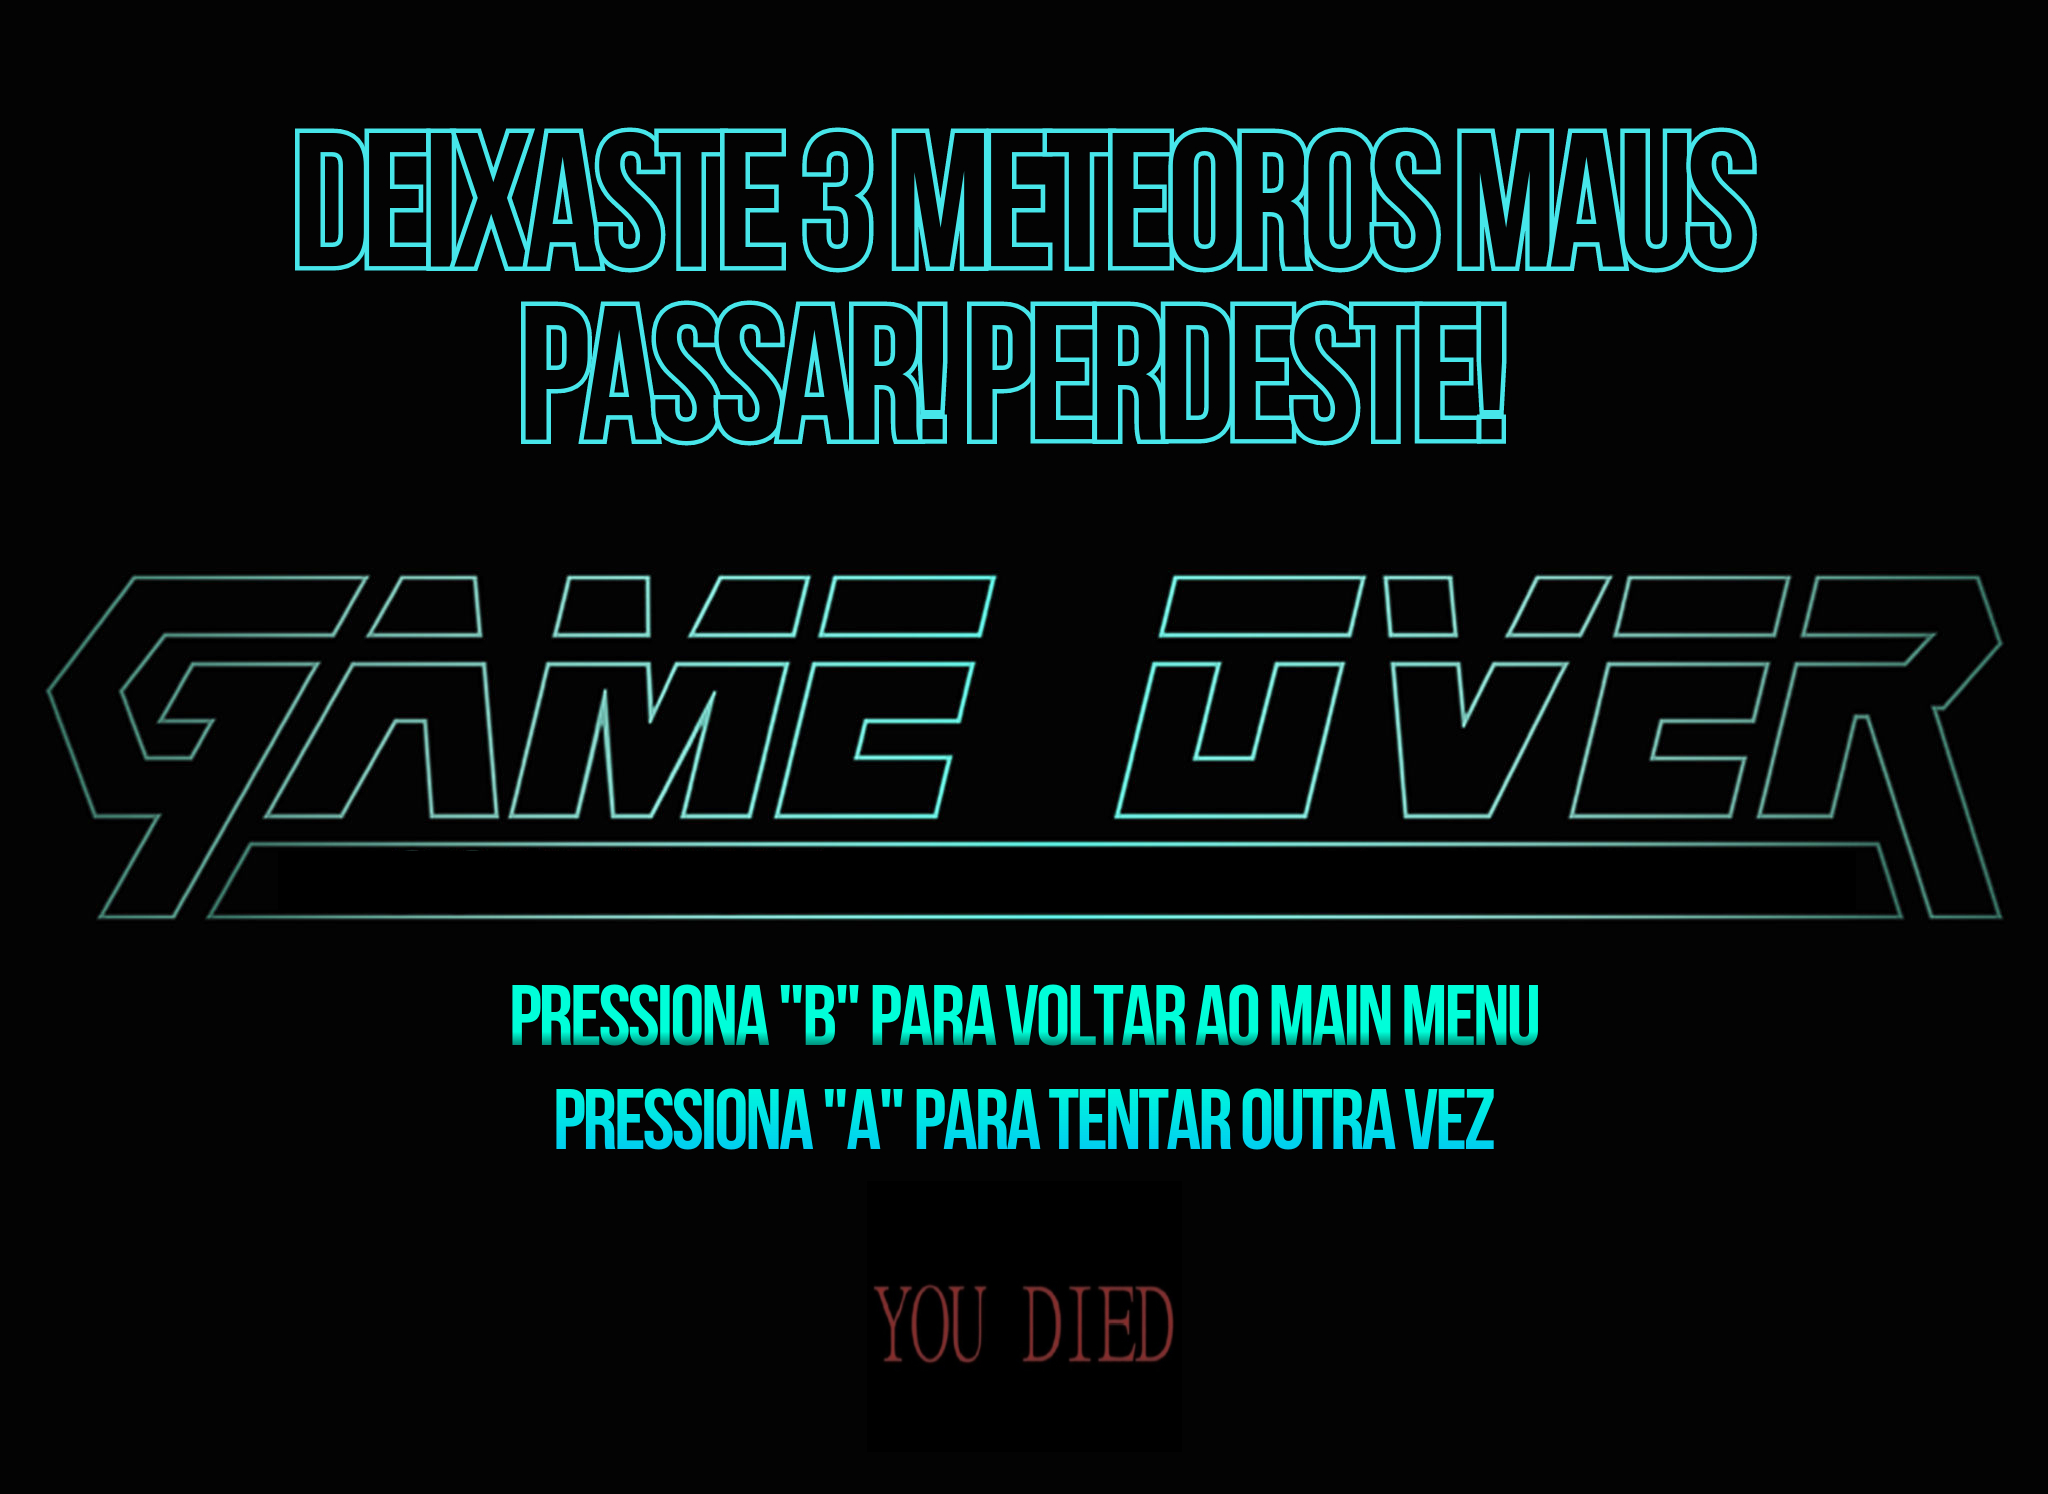 DEIXASTE 3 METEOROS MAUS
PASSAR! PERDESTE!
GAME OVER
PRESSIONA "B" PARA VOLTAR AO MAIN MENU
PRESSIONA "A" PARA TENTAR OUTRA VEZ
YOU DIED